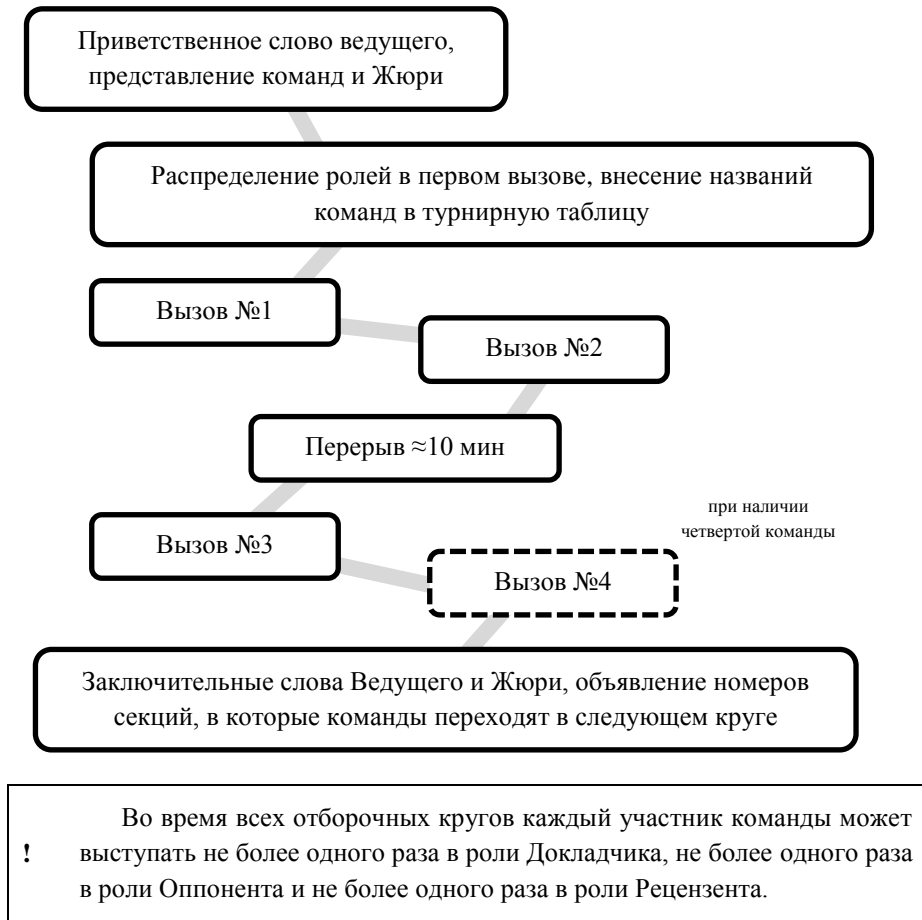 Приветственное слово ведущего,
представление команд и Жюри
Распределение ролей в первом вызове, внесение названий
команд в турнирную таблицу
Вызов №1
Вызов №2
Перерыв ≈10 мин
при наличии
четвертой команды
Вызов №3
Вызов №4
Заключительные слова Ведущего и Жюри, объявление номеров
секций, в которые команды переходят в следующем круге
Во время всех отборочных кругов каждый участник команды может
! выступать не более одного раза в роли Докладчика, не более одного раза
в роли Оппонента и не более одного раза в роли Рецензента.